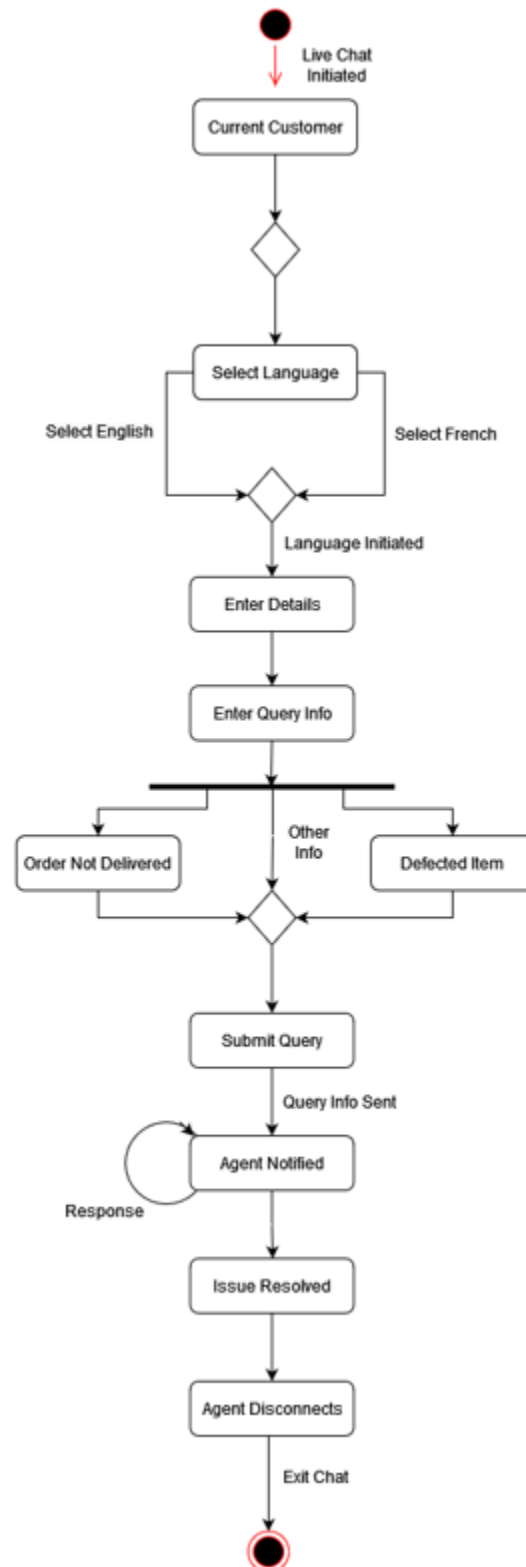 Live Chat
Initiated
Current Customer
Select Language
Select English
Select French
Language Initiated
Enter Details
Enter Query Info
Order Not Delivered
Other
Info
Defected Item
Submit Query
Query Info Sent
Agent Notified
Response
Issue Resolved
Agent Disconnects
Exit Chat